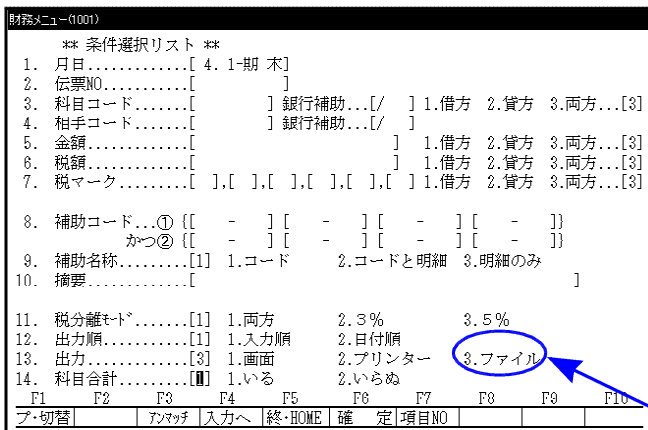 財務メニュー(1001)
** 条件選択リスト **
1. 月日.............[ 4. 1-期 末]
2. 伝票NO...........[ ]
3. 科目コード.......[ ] 銀行補助...[/ ] 1.借方 2.貸方 3.両方...[3]
4. 相手コード.......[ ] 銀行補助...[/ ]
5. 金額.............[ ] 1.借方 2.貸方 3.両方...[3]
6. 税額.............[ ] 1.借方 2.貸方 3.両方...[3]
7. 税マーク.........[ ],[ ],[ ],[ ],[ ],[ ] 1.借方 2.貸方 3.両方...[3]
8. 補助コード...① {[ - ] [ - ] [ - ] [ - ]}
かつ② {[ - ] [ - ] [ - ] [ - ]}
9. 補助名称.........[1] 1.コード 2.コードと明細 3.明細のみ
10. 摘要.............[ ]
11. 税分離ﾓｰﾄﾞ.......[1] 1.両方 2.3% 3.5%
12. 出力順...........[1] 1.入力順 2.日付順
13. 出力.............[3] 1.画面 2.プリンター 3.ファイル
14. 科目合計.........[1] 1.いる 2.いらぬ
F1 F2 F3 F4 F5 F6 F7 F8 F9 F10
プ・切替 ｱﾝﾏｯﾁ 入力へ 終・HOME 確 定 項目NO